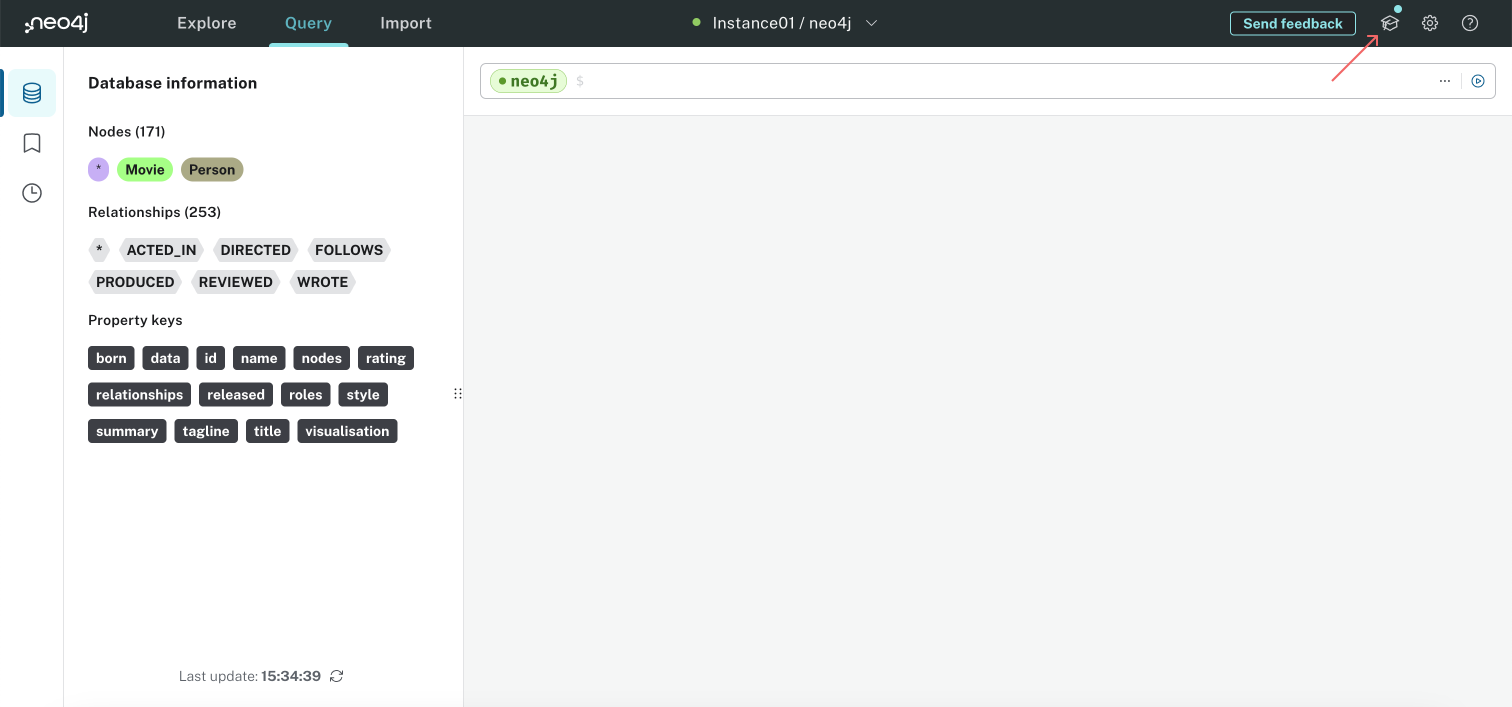 neo4j Explore Query Import Instance01 / neo4j Send feedback
Database information
neo4j $
Nodes (171)
* Movie Person
Relationships (253)
* ACTED_IN DIRECTED FOLLOWS
PRODUCED REVIEWED WROTE
Property keys
born data id name nodes rating
relationships released roles style
summary tagline title visualisation
Last update: 15:34:39